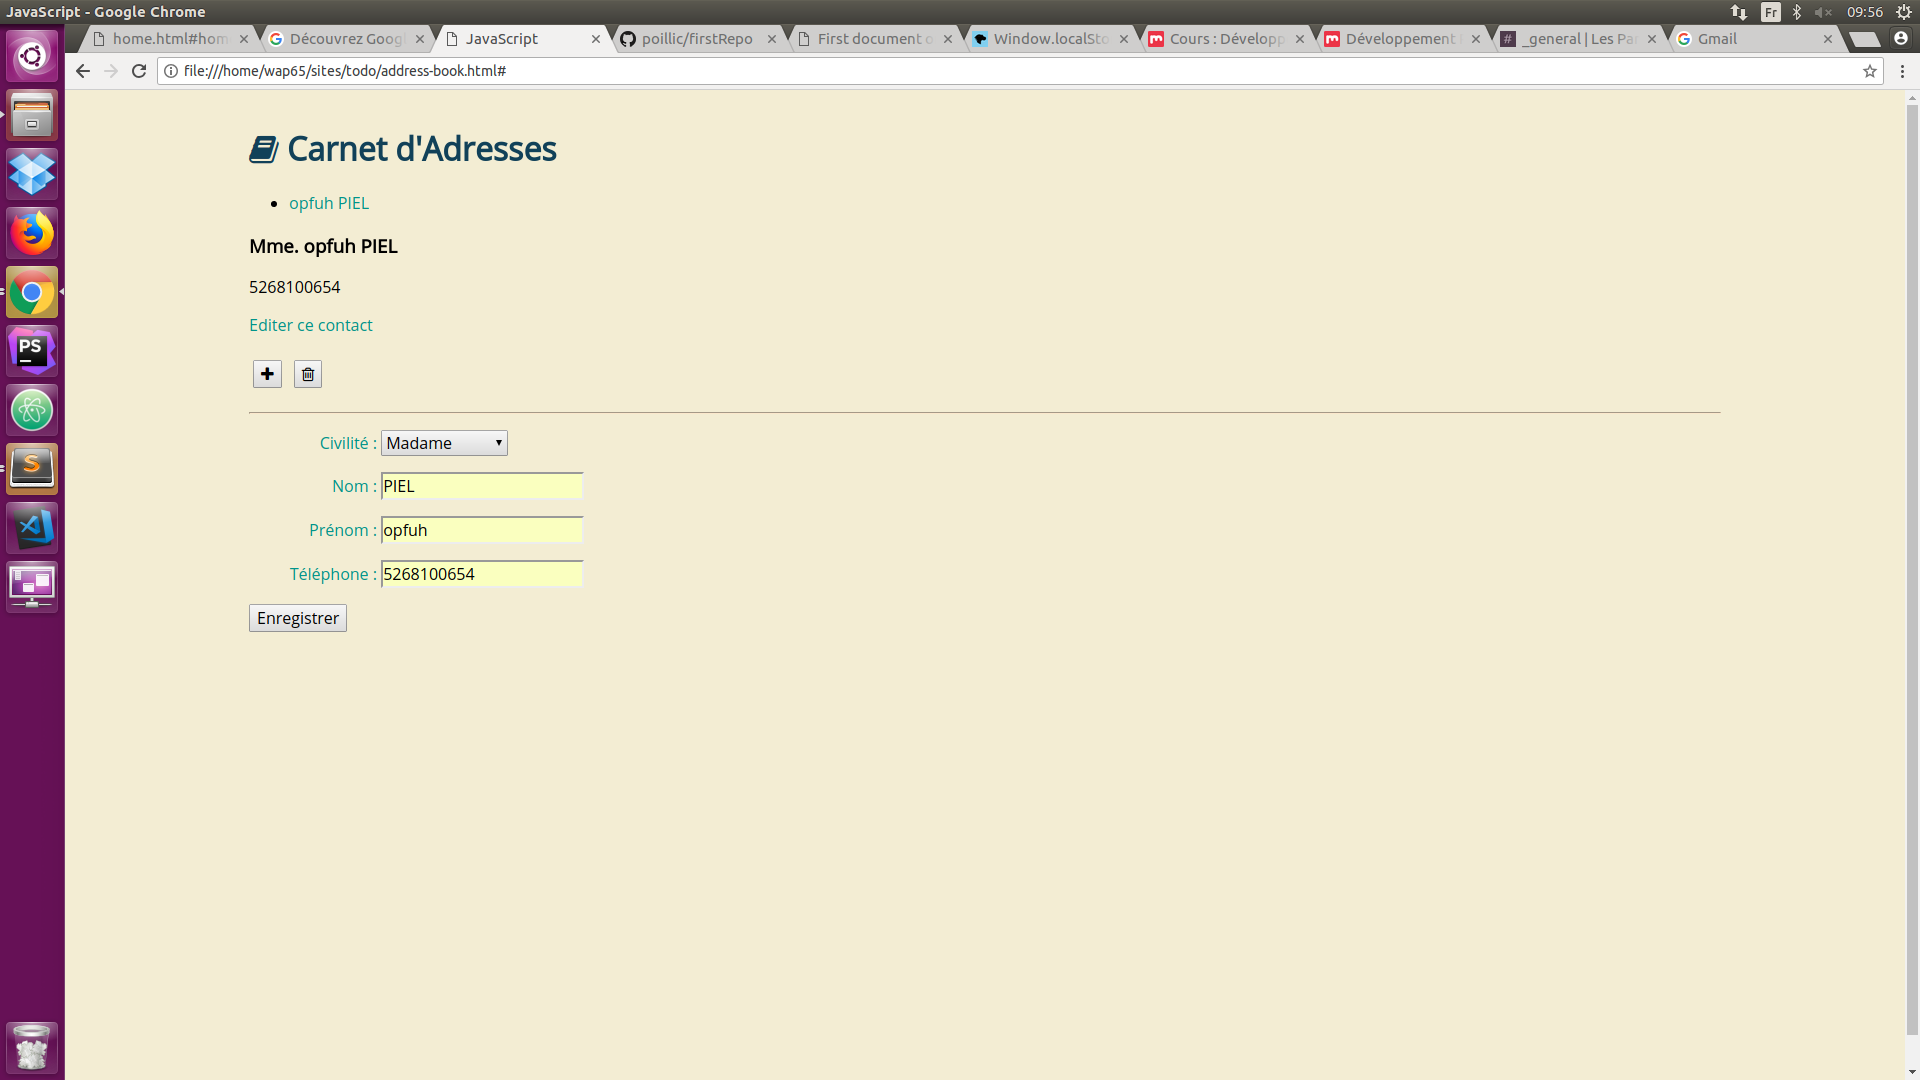 JavaScript - Google Chrome
Fr
09:56
home.html#hom
Découvrez Goog
JavaScript
poillic/firstRepo
First document o
Window.localSto
Cours : Développ
Développement
_general | Les Pa
Gmail
file:///home/wap65/sites/todo/address-book.html#
Carnet d'Adresses
opfuh PIEL
Mme. opfuh PIEL
5268100654
Editer ce contact
Civilité : Madame
Nom : PIEL
Prénom : opfuh
Téléphone : 5268100654
Enregistrer
PS
S